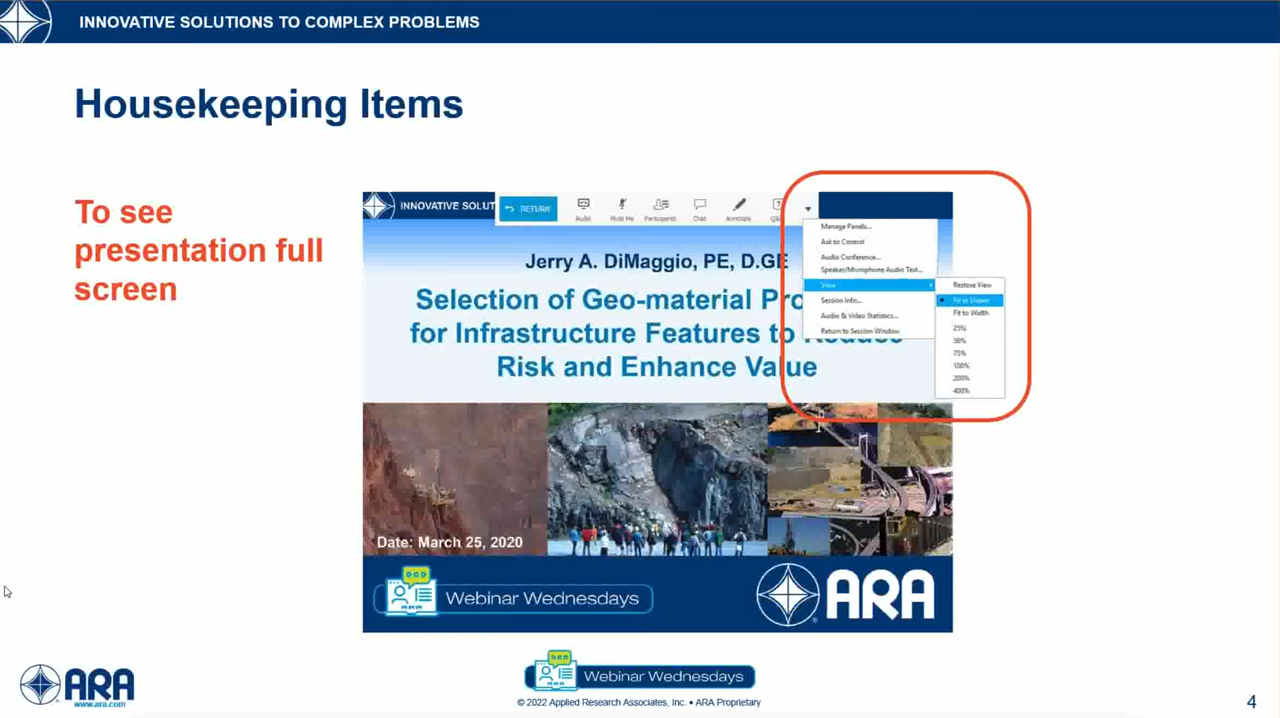 INNOVATIVE SOLUTIONS TO COMPLEX PROBLEMS
Housekeeping Items
To see
presentation full
screen
INNOVATIVE SOLUT
RETURN
Audio
Mute Me
Participants
Chat
Annotate
Manage Panels...
Ask to Control
Audio Conference...
Speaker/Microphone Audio Test...
View
Session Info...
Audio & Video Statistics...
Return to Session Window
Restore View
Fit to Viewer
Fit to Width
25%
50%
75%
100%
200%
400%
Jerry A. DiMaggio, PE, D.GE
Selection of Geo-material Pro
for Infrastructure Features to Reduce
Risk and Enhance Value
Date: March 25, 2020
Webinar Wednesdays
ARA
ARA
www.ara.com
Webinar Wednesdays
© 2022 Applied Research Associates, Inc. • ARA Proprietary
4